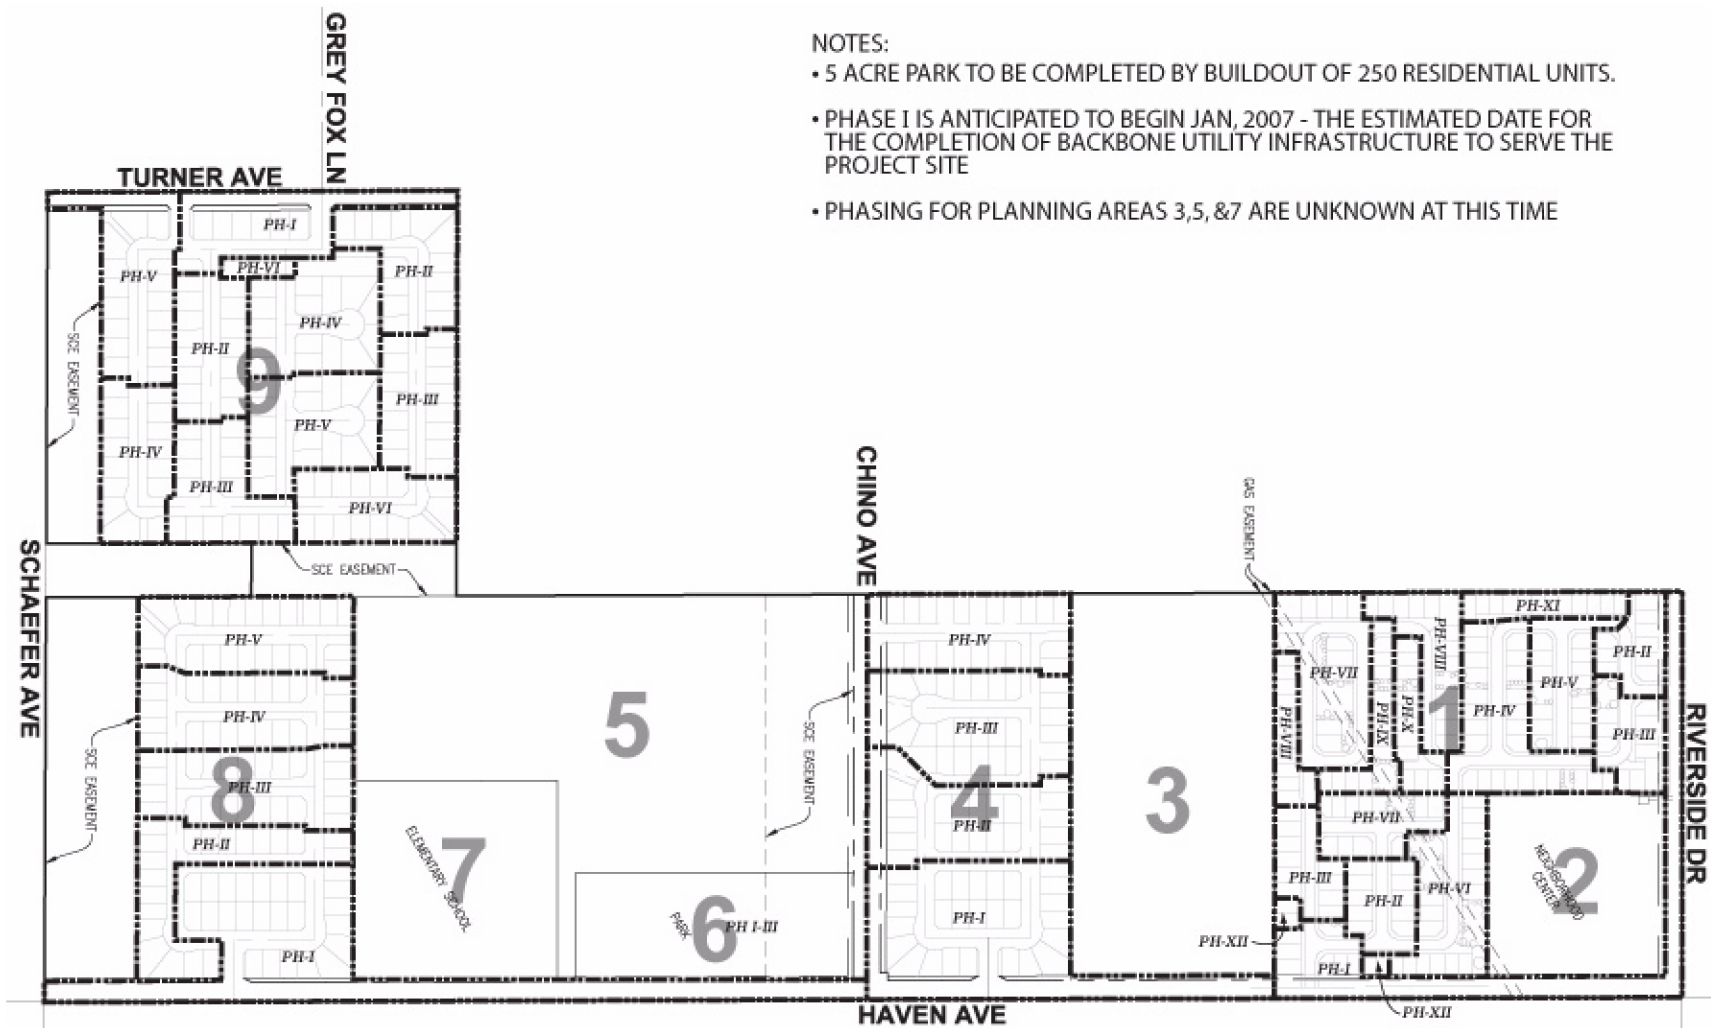 GREY FOX LN
NOTES:
• 5 ACRE PARK TO BE COMPLETED BY BUILDOUT OF 250 RESIDENTIAL UNITS.
• PHASE I IS ANTICIPATED TO BEGIN JAN, 2007 - THE ESTIMATED DATE FOR
THE COMPLETION OF BACKBONE UTILITY INFRASTRUCTURE TO SERVE THE
PROJECT SITE
• PHASING FOR PLANNING AREAS 3,5, &7 ARE UNKNOWN AT THIS TIME
TURNER AVE
PH-I
PH-V
PH-VI
PH-II
PH-IV
PH-II
9
PH-III
PH-V
PH-IV
PH-III
PH-VI
SCE EASEMENT
SCE EASEMENT
SCHAEFER AVE
CHINO AVE
GAS EASEMENT
PH-V
PH-IV
8
PH-III
PH-II
PH-I
SCE EASEMENT
5
SCE EASEMENT
7
ELEMENTARY SCHOOL
6
PARK
PH I-III
PH-IV
PH-III
4
PH-II
PH-I
3
PH-XI
PH-VIII
PH-II
PH-VII
PH-V
PH-IX
PH-X
1
PH-IV
PH-III
PH-VIII
PH-VII
PH-III
PH-II
PH-VI
2
NEIGHBORHOOD
CENTER
PH-XII
PH-I
PH-XII
RIVERSIDE DR
HAVEN AVE